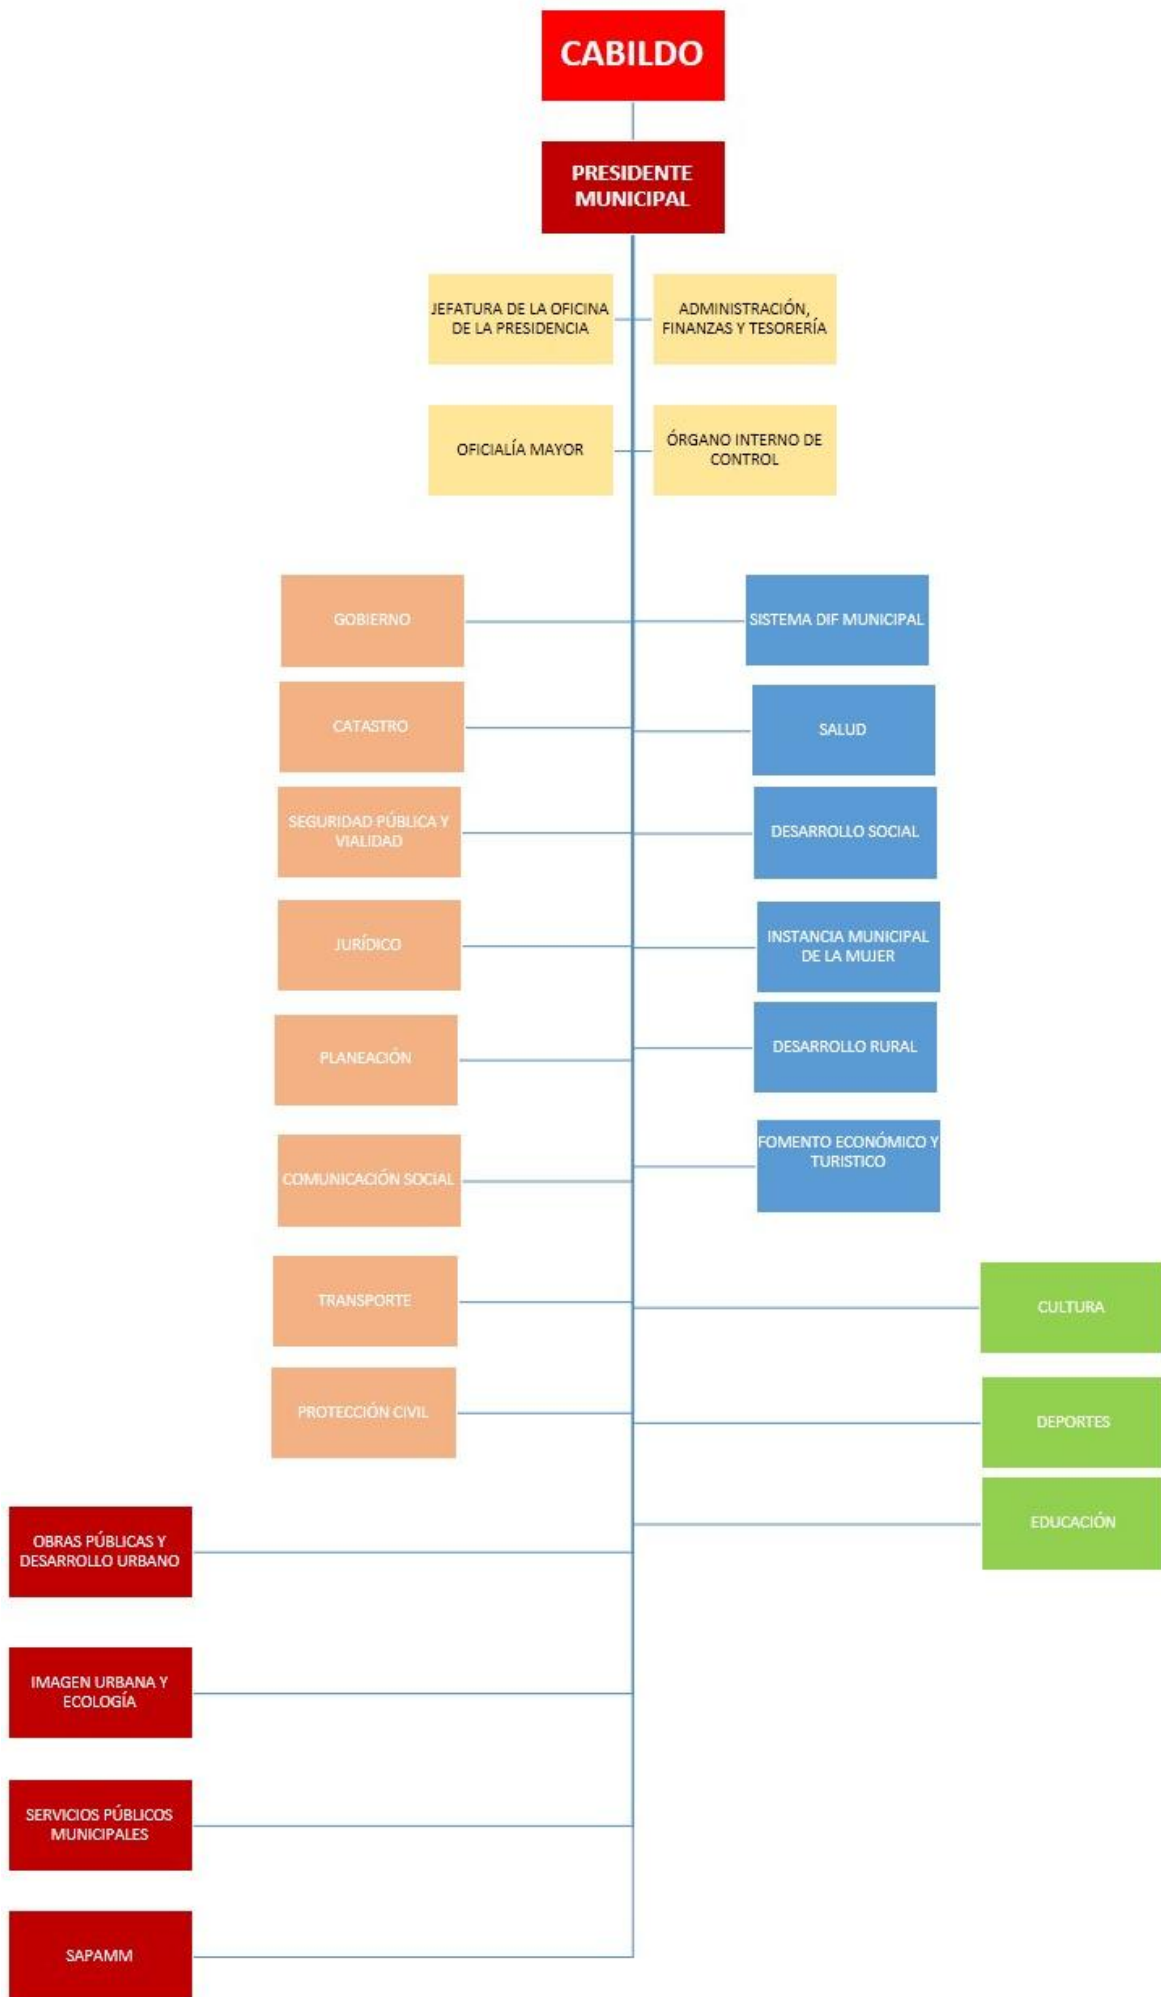 CABILDO
PRESIDENTE
MUNICIPAL
JEFATURA DE LA OFICINA
DE LA PRESIDENCIA
ADMINISTRACIÓN,
FINANZAS Y TESORERÍA
OFICIALÍA MAYOR
ÓRGANO INTERNO DE
CONTROL
GOBIERNO
SISTEMA DIF MUNICIPAL
CATASTRO
SALUD
SEGURIDAD PÚBLICA Y
VIALIDAD
DESARROLLO SOCIAL
JURÍDICO
INSTANCIA MUNICIPAL
DE LA MUJER
PLANEACIÓN
DESARROLLO RURAL
COMUNICACIÓN SOCIAL
FOMENTO ECONÓMICO Y
TURISTICO
TRANSPORTE
CULTURA
PROTECCIÓN CIVIL
DEPORTES
OBRAS PÚBLICAS Y
DESARROLLO URBANO
EDUCACIÓN
IMAGEN URBANA Y
ECOLOGÍA
SERVICIOS PÚBLICOS
MUNICIPALES
SAPAMM